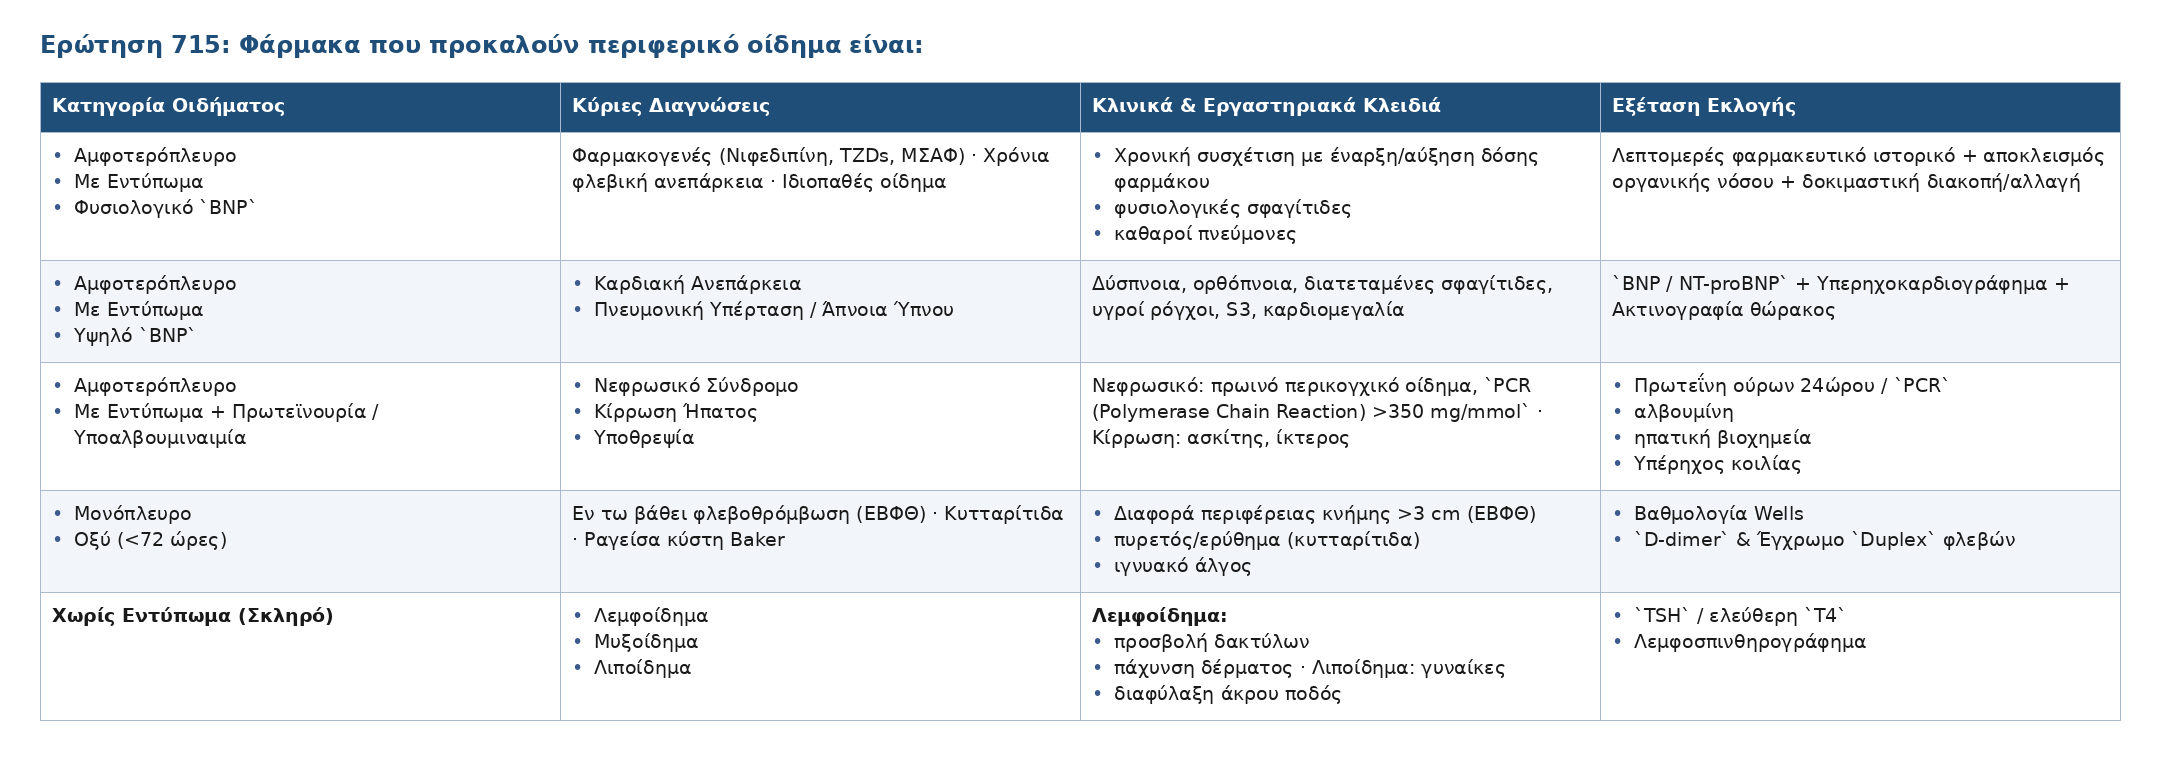 Ερώτηση 715: Φάρμακα που προκαλούν περιφερικό οίδημα είναι:
Κατηγορία Οιδήματος
Κύριες Διαγνώσεις
Κλινικά & Εργαστηριακά Κλειδιά
Εξέταση Εκλογής
• Αμφοτερόπλευρο
• Με Εντύπωμα
• Φυσιολογικό `BNP`
Φαρμακογενές (Νιφεδιπίνη, TZDs, ΜΣΑΦ) · Χρόνια
φλεβική ανεπάρκεια · Ιδιοπαθές οίδημα
• Χρονική συσχέτιση με έναρξη/αύξηση δόσης
φαρμάκου
• φυσιολογικές σφαγίτιδες
• καθαροί πνεύμονες
Λεπτομερές φαρμακευτικό ιστορικό + αποκλεισμός
οργανικής νόσου + δοκιμαστική διακοπή/αλλαγή
• Αμφοτερόπλευρο
• Με Εντύπωμα
• Υψηλό `BNP`
• Καρδιακή Ανεπάρκεια
• Πνευμονική Υπέρταση / Άπνοια Ύπνου
Δύσπνοια, ορθόπνοια, διατεταμένες σφαγίτιδες,
υγροί ρόγχοι, S3, καρδιομεγαλία
`BNP / NT-proBNP` + Υπερηχοκαρδιογράφημα +
Ακτινογραφία θώρακος
• Αμφοτερόπλευρο
• Με Εντύπωμα + Πρωτεϊνουρία /
Υποαλβουμιναιμία
• Νεφρωσικό Σύνδρομο
• Κίρρωση Ήπατος
• Υποθρεψία
Νεφρωσικό: πρωινό περικογχικό οίδημα, `PCR
(Polymerase Chain Reaction) >350 mg/mmol` ·
Κίρρωση: ασκίτης, ίκτερος
• Πρωτεΐνη ούρων 24ώρου / `PCR`
• αλβουμίνη
• ηπατική βιοχημεία
• Υπέρηχος κοιλίας
• Μονόπλευρο
• Οξύ (<72 ώρες)
Εν τω βάθει φλεβοθρόμβωση (ΕΒΦΘ) · Κυτταρίτιδα
· Ραγείσα κύστη Baker
• Διαφορά περιφέρειας κνήμης >3 cm (ΕΒΦΘ)
• πυρετός/ερύθημα (κυτταρίτιδα)
• ιγνυακό άλγος
• Βαθμολογία Wells
• `D-dimer` & Έγχρωμο `Duplex` φλεβών
Χωρίς Εντύπωμα (Σκληρό)
• Λεμφοίδημα
• Μυξοίδημα
• Λιποίδημα
Λεμφοίδημα:
• προσβολή δακτύλων
• πάχυνση δέρματος · Λιποίδημα: γυναίκες
• διαφύλαξη άκρου ποδός
• `TSH` / ελεύθερη `T4`
• Λεμφοσπινθηρογράφημα